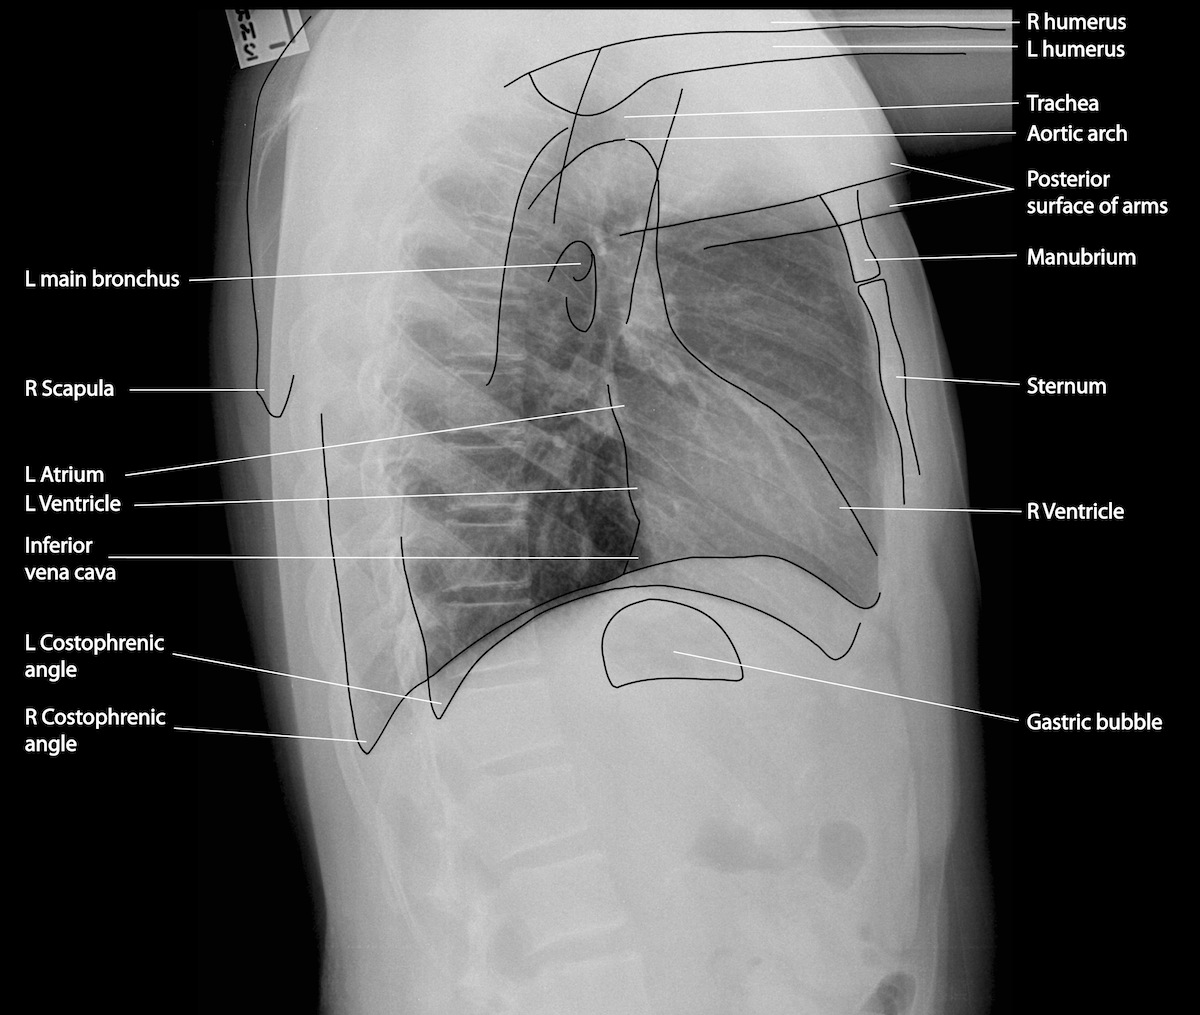 R humerus
L humerus
Trachea
Aortic arch
Posterior
surface of arms
Manubrium
L main bronchus
R Scapula
Sternum
L Atrium
L Ventricle
R Ventricle
Inferior
vena cava
L Costophrenic
angle
R Costophrenic
angle
Gastric bubble